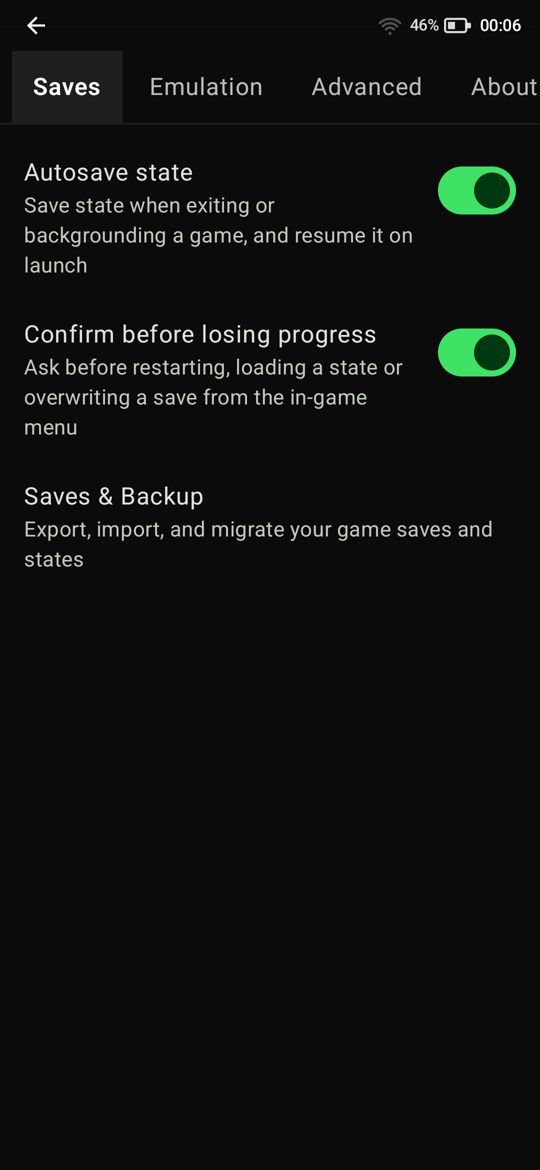 46% 00:06
Saves Emulation Advanced About
Autosave state
Save state when exiting or
backgrounding a game, and resume it on
launch
Confirm before losing progress
Ask before restarting, loading a state or
overwriting a save from the in-game
menu
Saves & Backup
Export, import, and migrate your game saves and
states